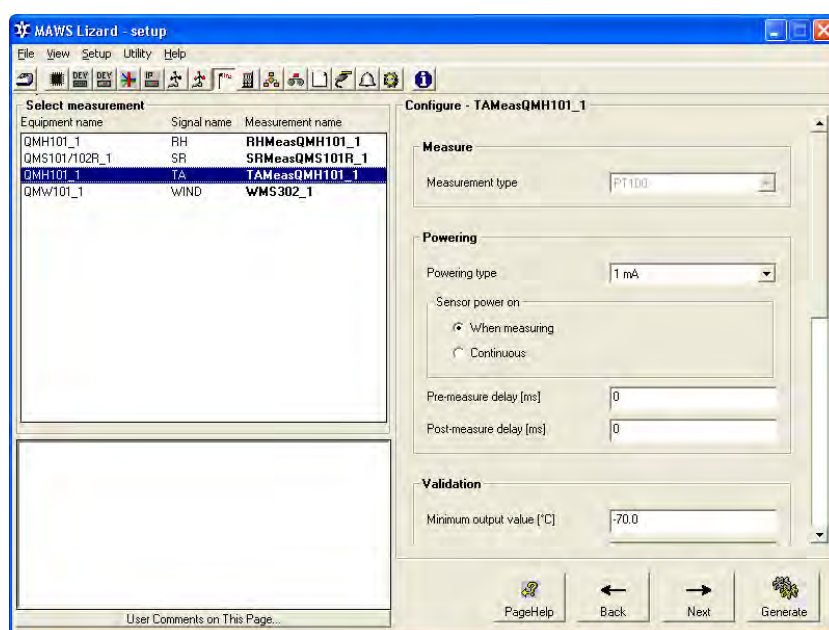 MAWS Lizard - setup
File View Setup Utility Help
DEV DEV IP
Select measurement
Equipment name Signal name Measurement name
QMH101_1 RH RHMeasQMH101_1
QMS101/102R_1 SR SRMeasQMS101R_1
QMH101_1 TA TAMeasQMH101_1
QMW101_1 WIND WMS302_1
User Comments on This Page...
Configure - TAMeasQMH101_1
Measure
Measurement type PT100
Powering
Powering type 1 mA
Sensor power on
When measuring
Continuous
Pre-measure delay [ms] 0
Post-measure delay [ms] 0
Validation
Minimum output value [°C] -70.0
PageHelp Back Next Generate